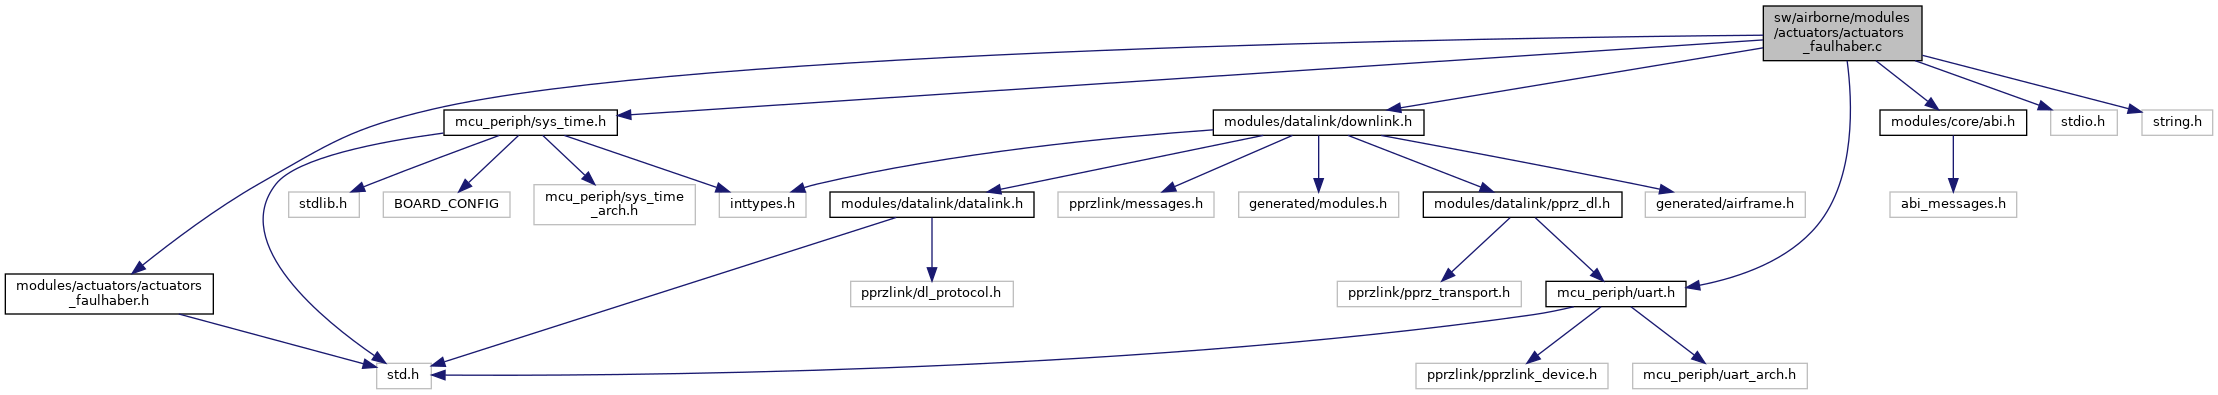 sw/airborne/modules
/actuators/actuators
_faulhaber.c
mcu_periph/sys_time.h
modules/datalink/downlink.h
modules/core/abi.h
stdio.h
string.h
stdlib.h
BOARD_CONFIG
mcu_periph/sys_time
_arch.h
inttypes.h
modules/datalink/datalink.h
pprzlink/messages.h
generated/modules.h
modules/datalink/pprz_dl.h
generated/airframe.h
abi_messages.h
modules/actuators/actuators
_faulhaber.h
pprzlink/dl_protocol.h
pprzlink/pprz_transport.h
mcu_periph/uart.h
std.h
pprzlink/pprzlink_device.h
mcu_periph/uart_arch.h